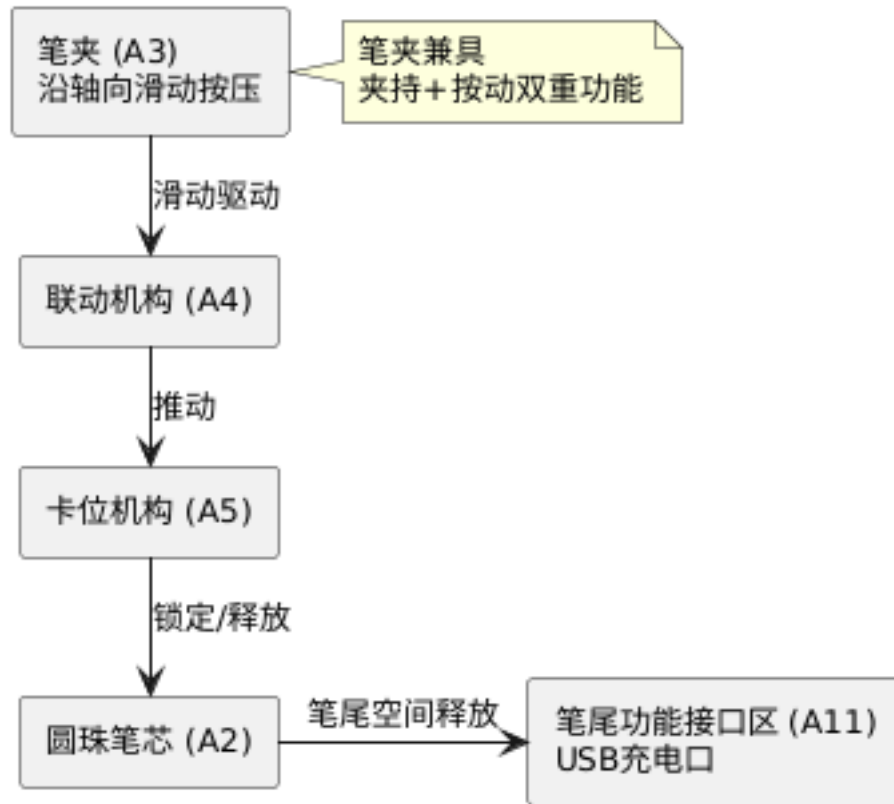 笔夹 (A3)
沿轴向滑动按压
笔夹兼具
夹持+按动双重功能
滑动驱动
联动机构 (A4)
推动
卡位机构 (A5)
锁定/释放
圆珠笔芯 (A2)
笔尾空间释放
笔尾功能接口区 (A11)
USB充电口